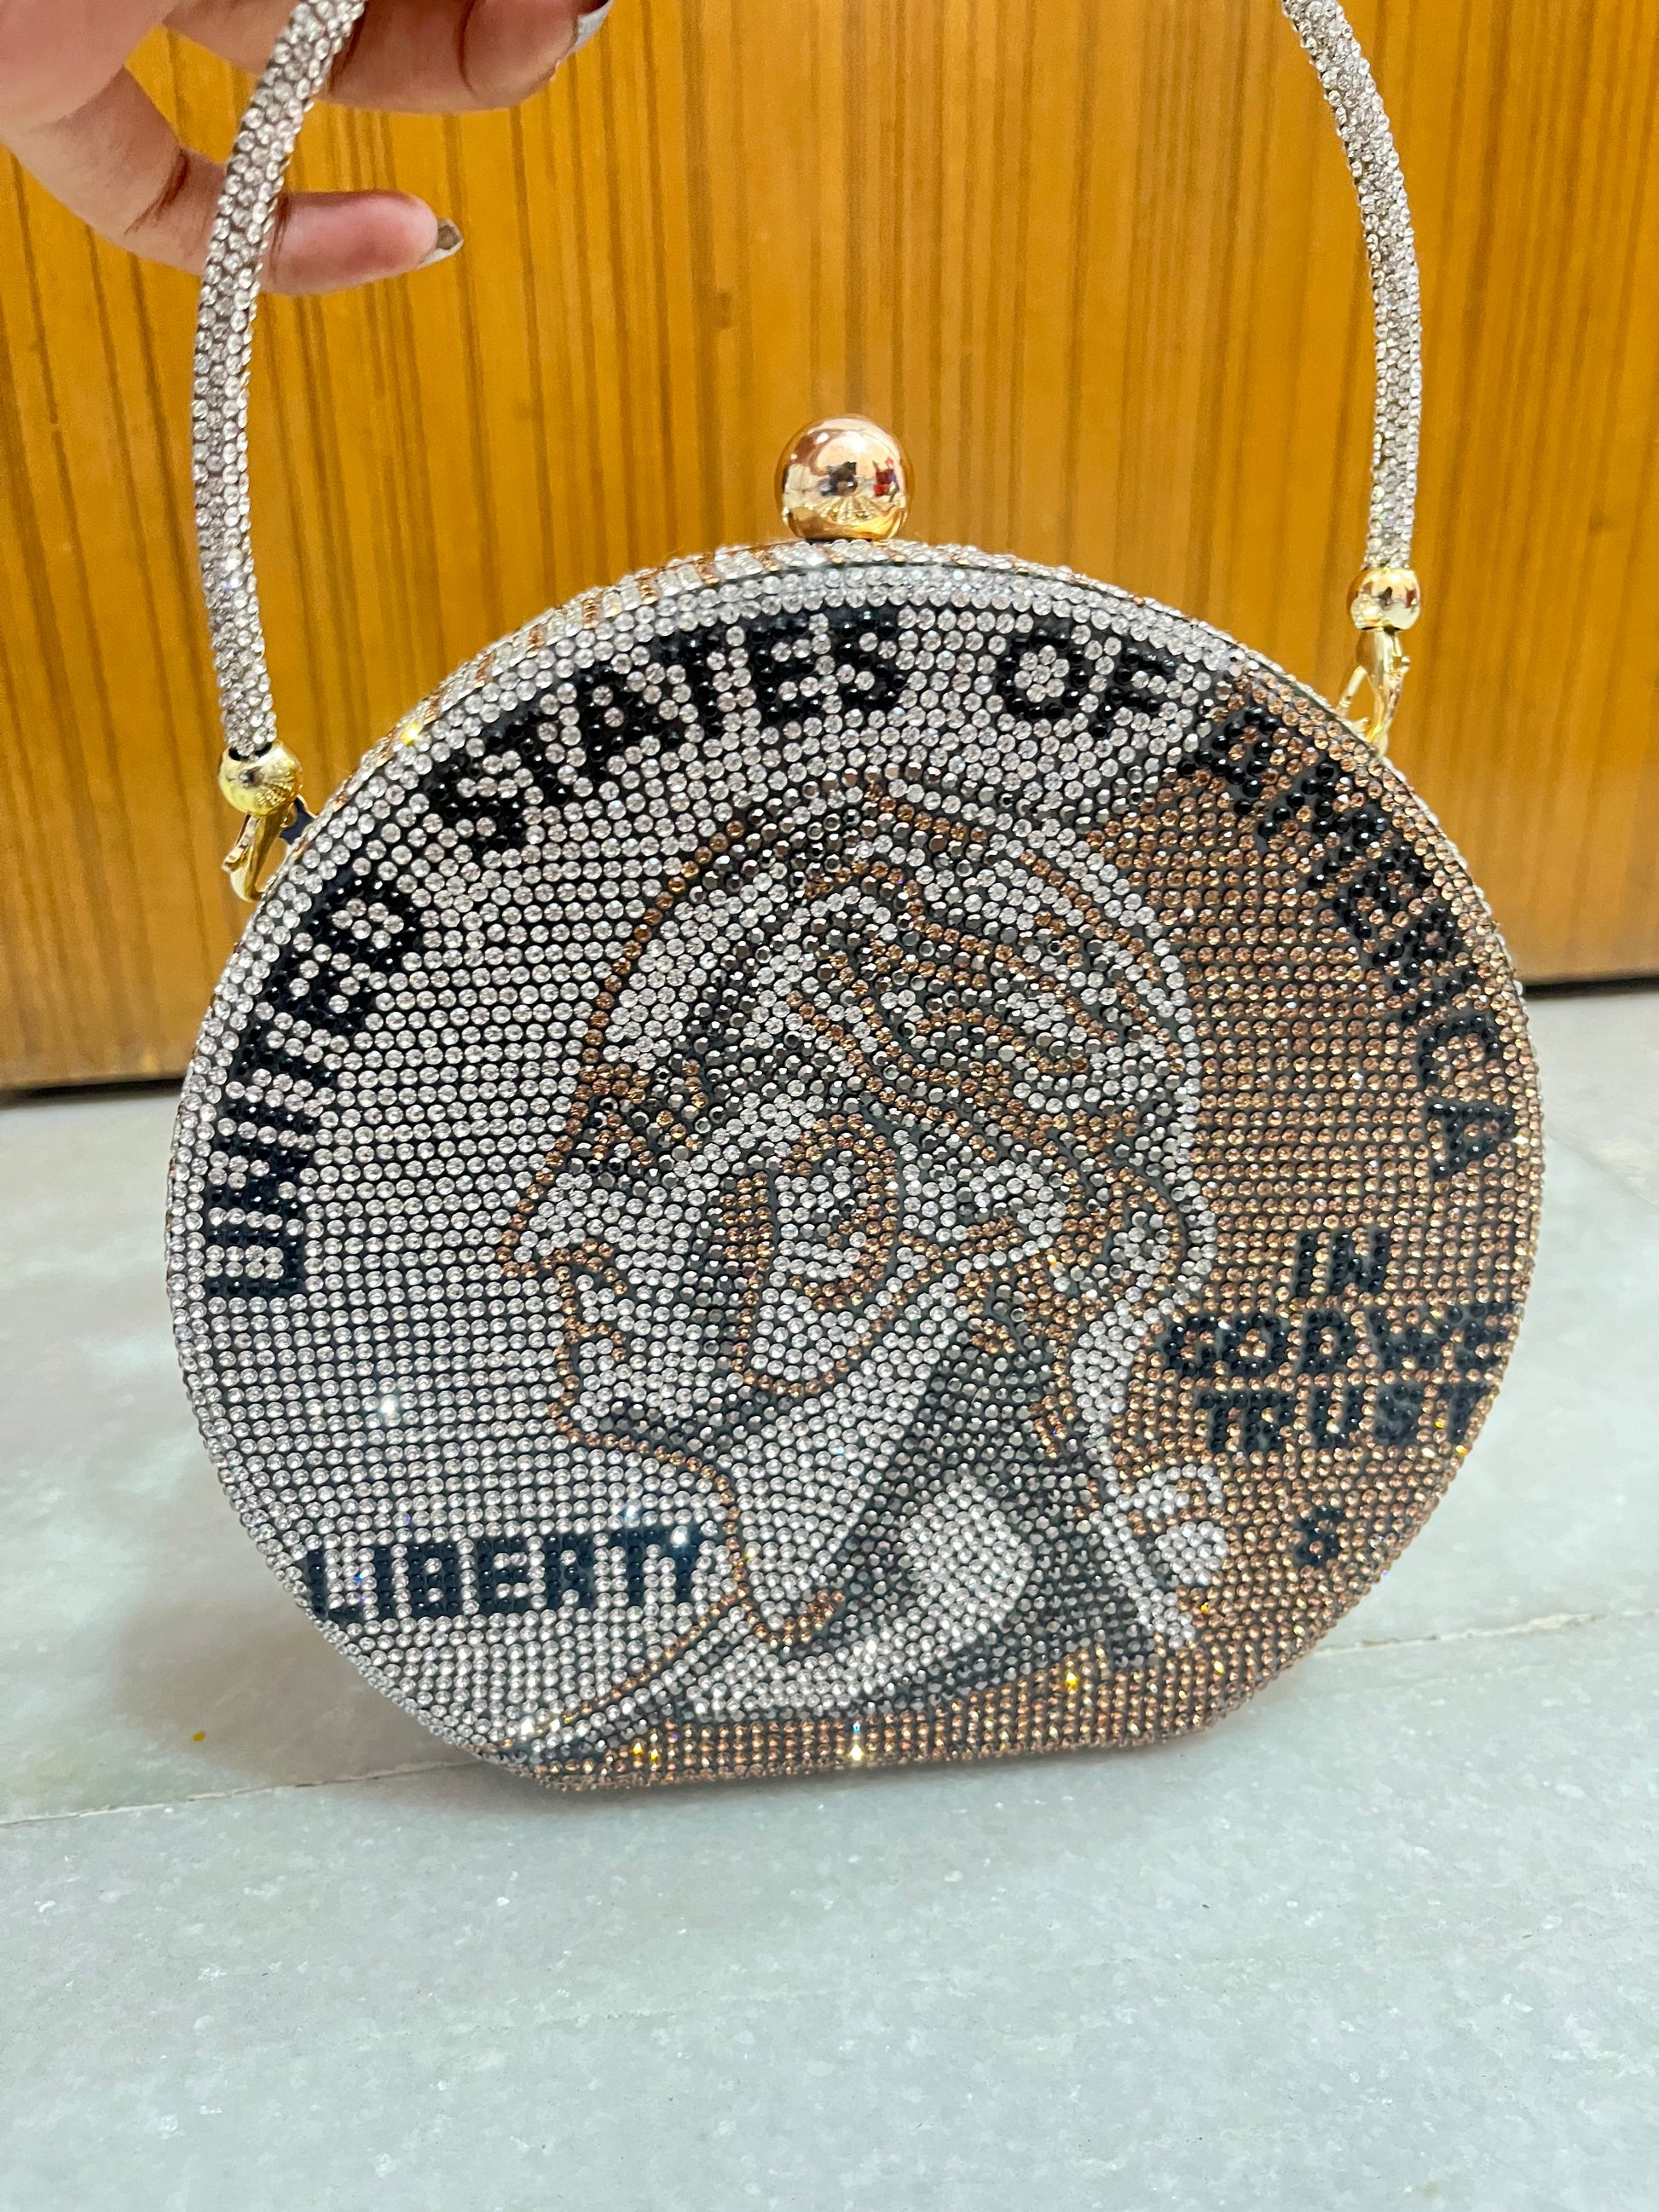 UNITED STATES OF AMERICA
IN
GOD WE
TRUST
S
LIBERTY